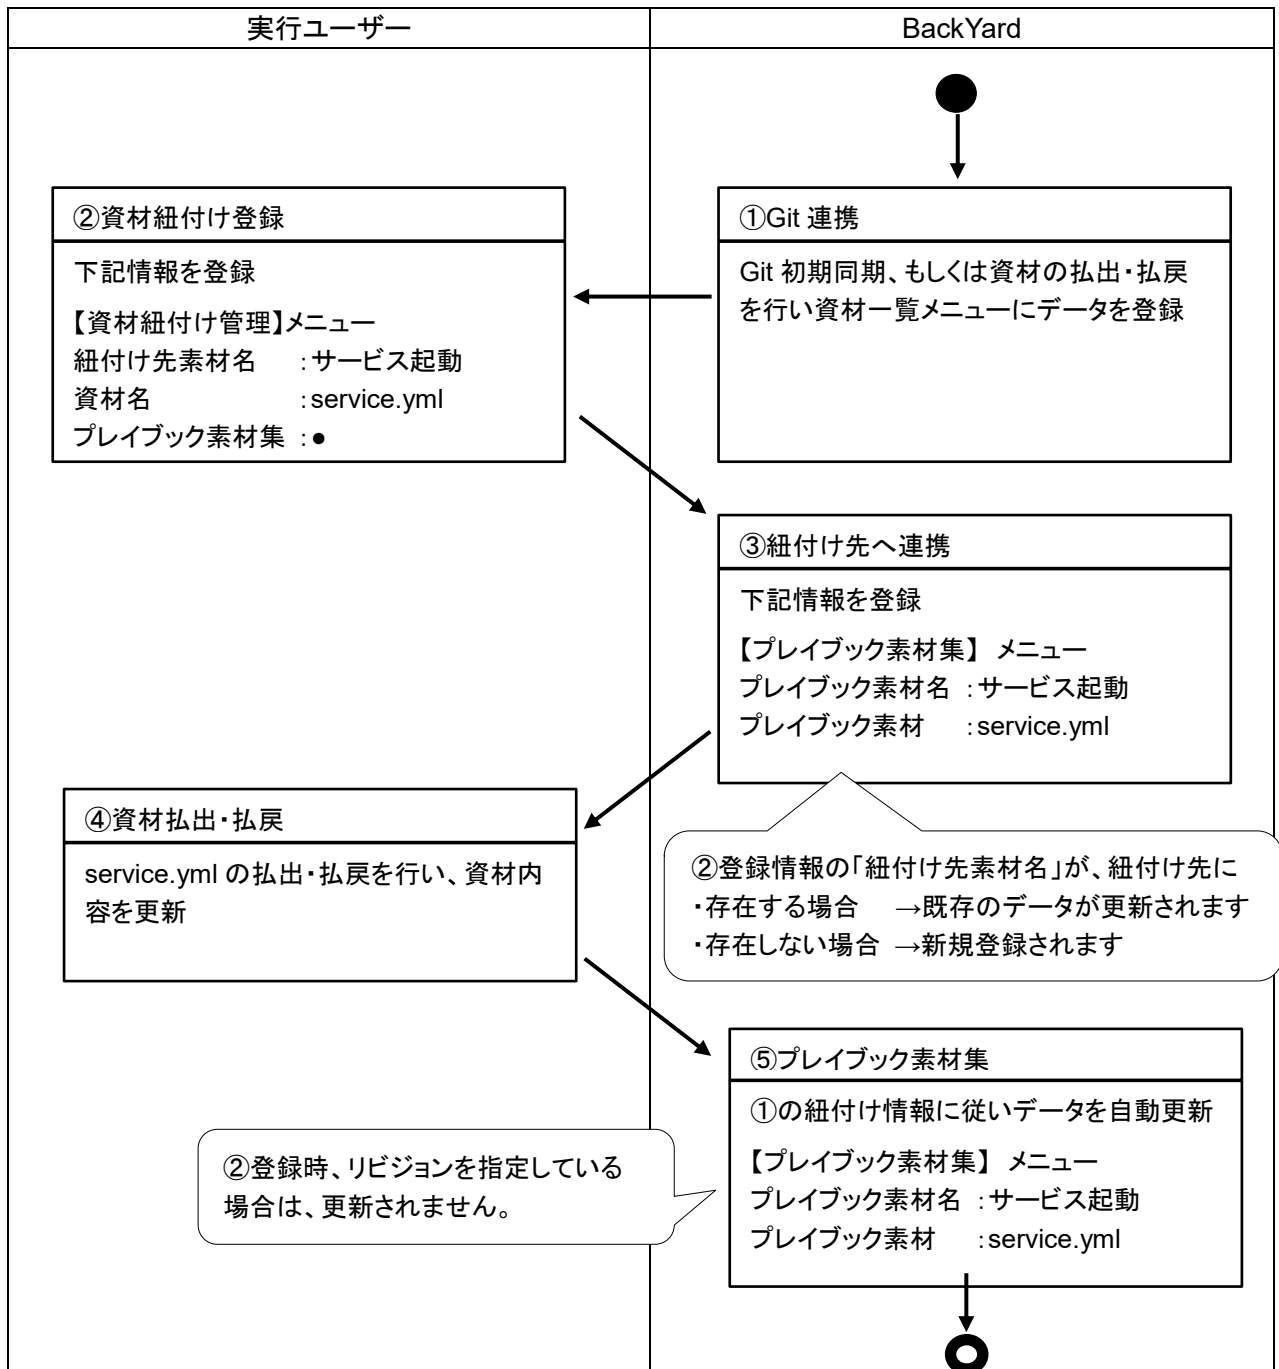 実行ユーザー
BackYard
①Git 連携
Git 初期同期、もしくは資材の払出・払戻
を行い資材一覧メニューにデータを登録
②資材紐付け登録
下記情報を登録
【資材紐付け管理】メニュー
紐付け先素材名 :サービス起動
資材名 :service.yml
プレイブック素材集 :●
③紐付け先へ連携
下記情報を登録
【プレイブック素材集】 メニュー
プレイブック素材名 :サービス起動
プレイブック素材 :service.yml
②登録情報の「紐付け先素材名」が、紐付け先に
・存在する場合 →既存のデータが更新されます
・存在しない場合 →新規登録されます
④資材払出・払戻
service.yml の払出・払戻を行い、資材内
容を更新
⑤プレイブック素材集
①の紐付け情報に従いデータを自動更新
【プレイブック素材集】 メニュー
プレイブック素材名 :サービス起動
プレイブック素材 :service.yml
②登録時、リビジョンを指定している
場合は、更新されません。